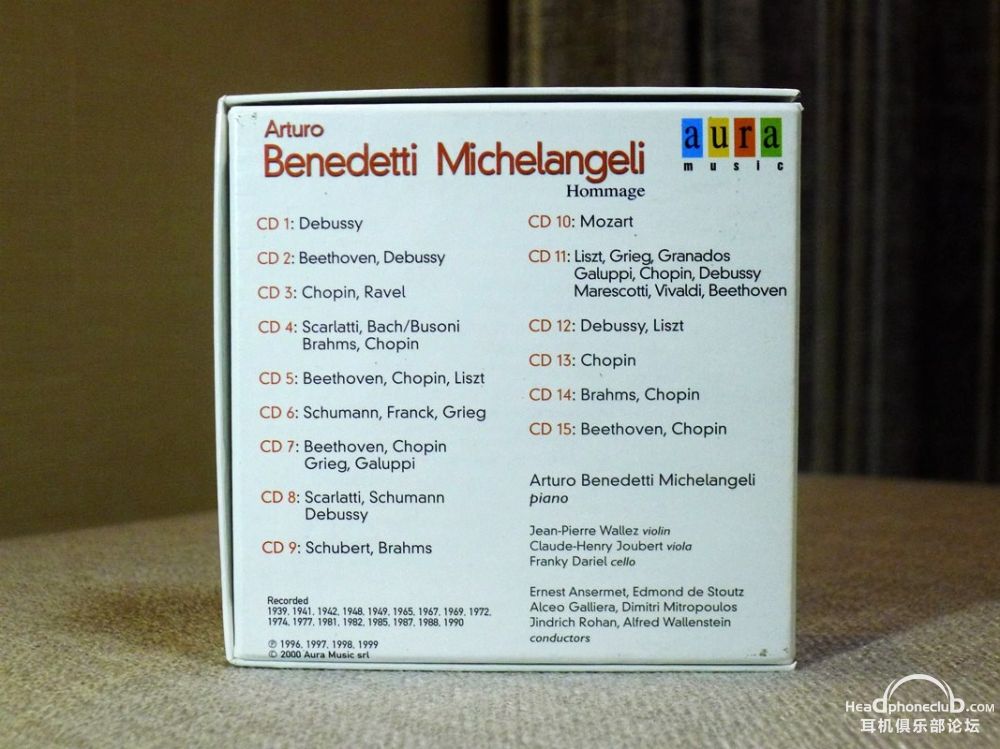 Arturo
Benedetti Michelangeli
Hommage
aura
music
CD 1: Debussy
CD 2: Beethoven, Debussy
CD 3: Chopin, Ravel
CD 4: Scarlatti, Bach/Busoni
Brahms, Chopin
CD 5: Beethoven, Chopin, Liszt
CD 6: Schumann, Franck, Grieg
CD 7: Beethoven, Chopin
Grieg, Galuppi
CD 8: Scarlatti, Schumann
Debussy
CD 9: Schubert, Brahms
Recorded
1939, 1941, 1942, 1948, 1949, 1965, 1967, 1969, 1972,
1974, 1977, 1981, 1982, 1985, 1987, 1988, 1990
℗ 1996, 1997, 1998, 1999
© 2000 Aura Music srl
CD 10: Mozart
CD 11: Liszt, Grieg, Granados
Galuppi, Chopin, Debussy
Marescotti, Vivaldi, Beethoven
CD 12: Debussy, Liszt
CD 13: Chopin
CD 14: Brahms, Chopin
CD 15: Beethoven, Chopin
Arturo Benedetti Michelangeli
piano
Jean-Pierre Wallez violin
Claude-Henry Joubert viola
Franky Dariel cello
Ernest Ansermet, Edmond de Stoutz
Alceo Galliera, Dimitri Mitropoulos
Jindrich Rohan, Alfred Wallenstein
conductors
Headphoneclub.com
耳机俱乐部论坛